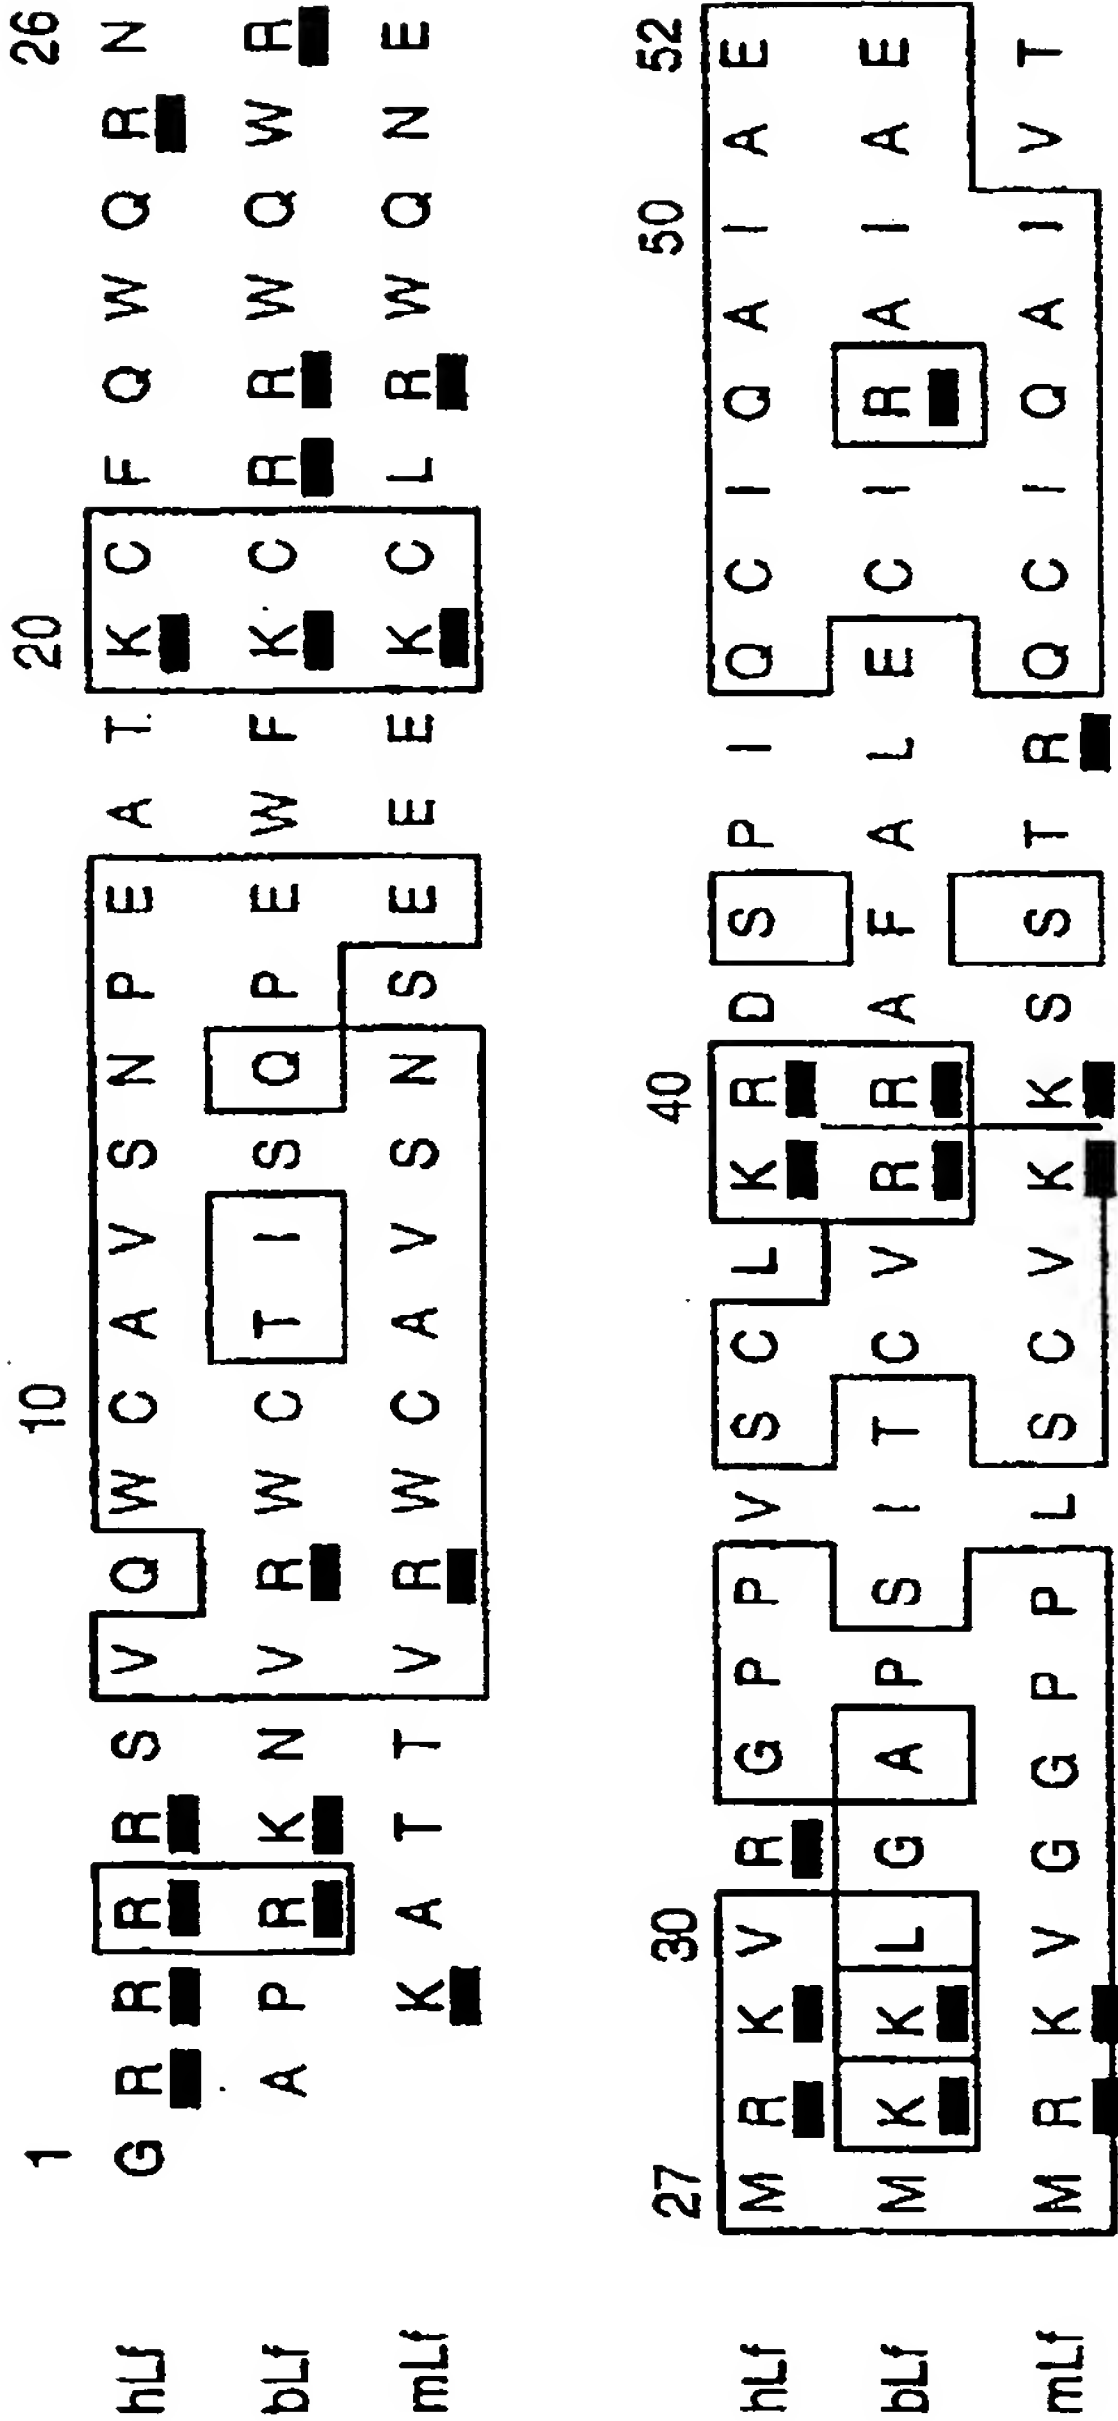 1 10 20 26
hLf G R R R R S V Q W C A V S N P E A T K C F Q W Q R N
bLf A P R K N V R W C T I S Q P E W F K C R R W Q W R
mLf K A T T V R W C A V S N S E E E K C L R W Q N E
27 30 40 50 52
hLf M R K V R G P P V S C L K R D S P I Q C I Q A I A E
bLf M K K L G A P S I T C V R R A F A L E C I R A I A E
mLf M R K V G G P P L S C V K K S S T R Q C I Q A I V T